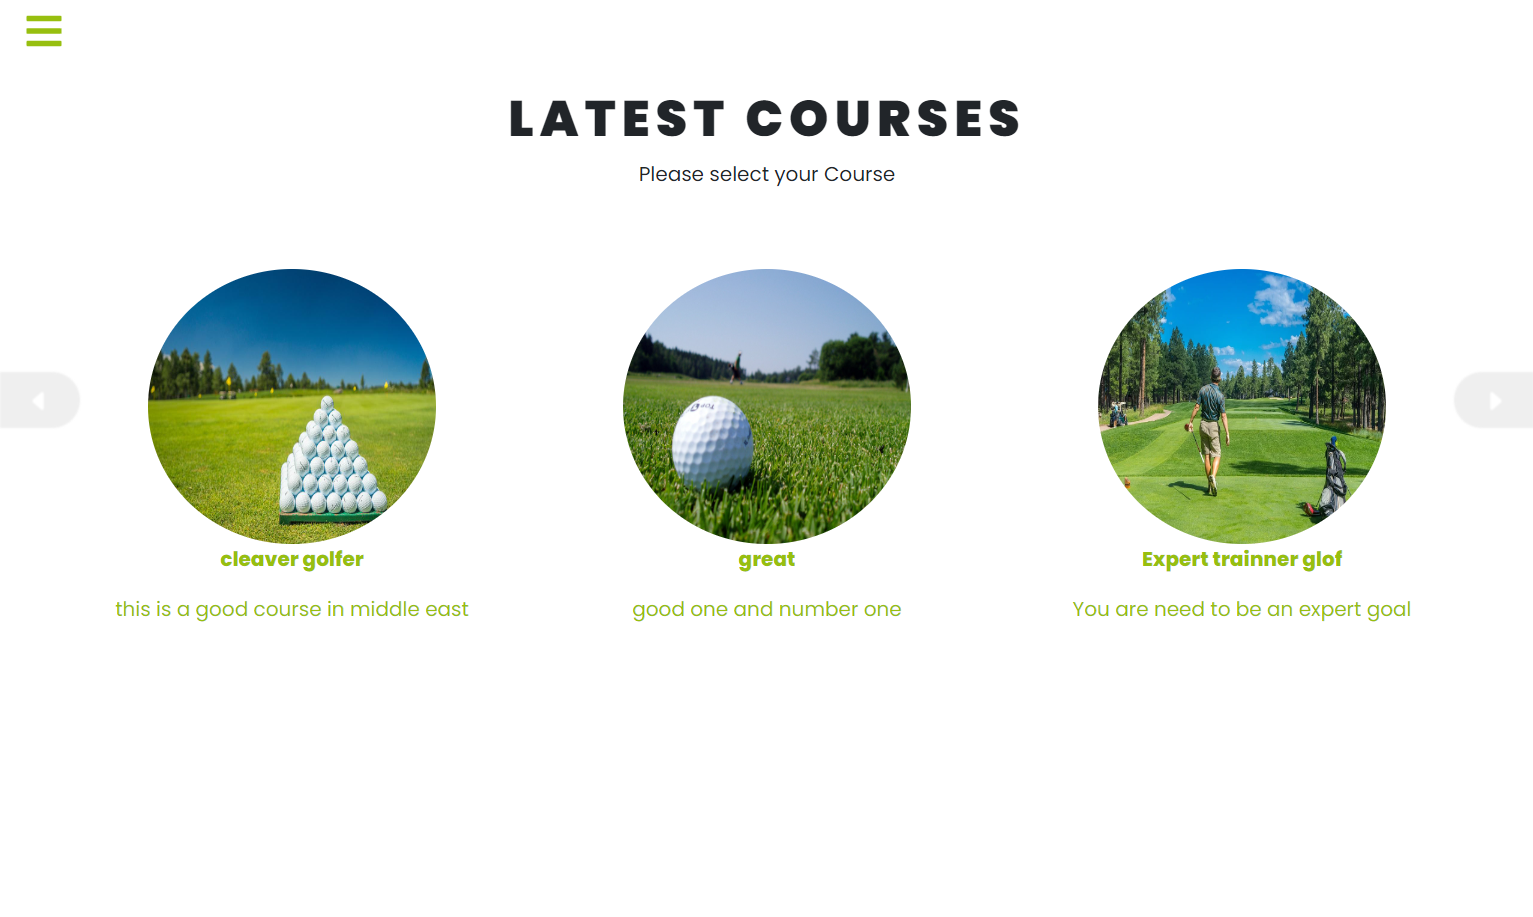 LATEST COURSES
Please select your Course
cleaver golfer
great
Expert trainner glof
this is a good course in middle east
good one and number one
You are need to be an expert goal